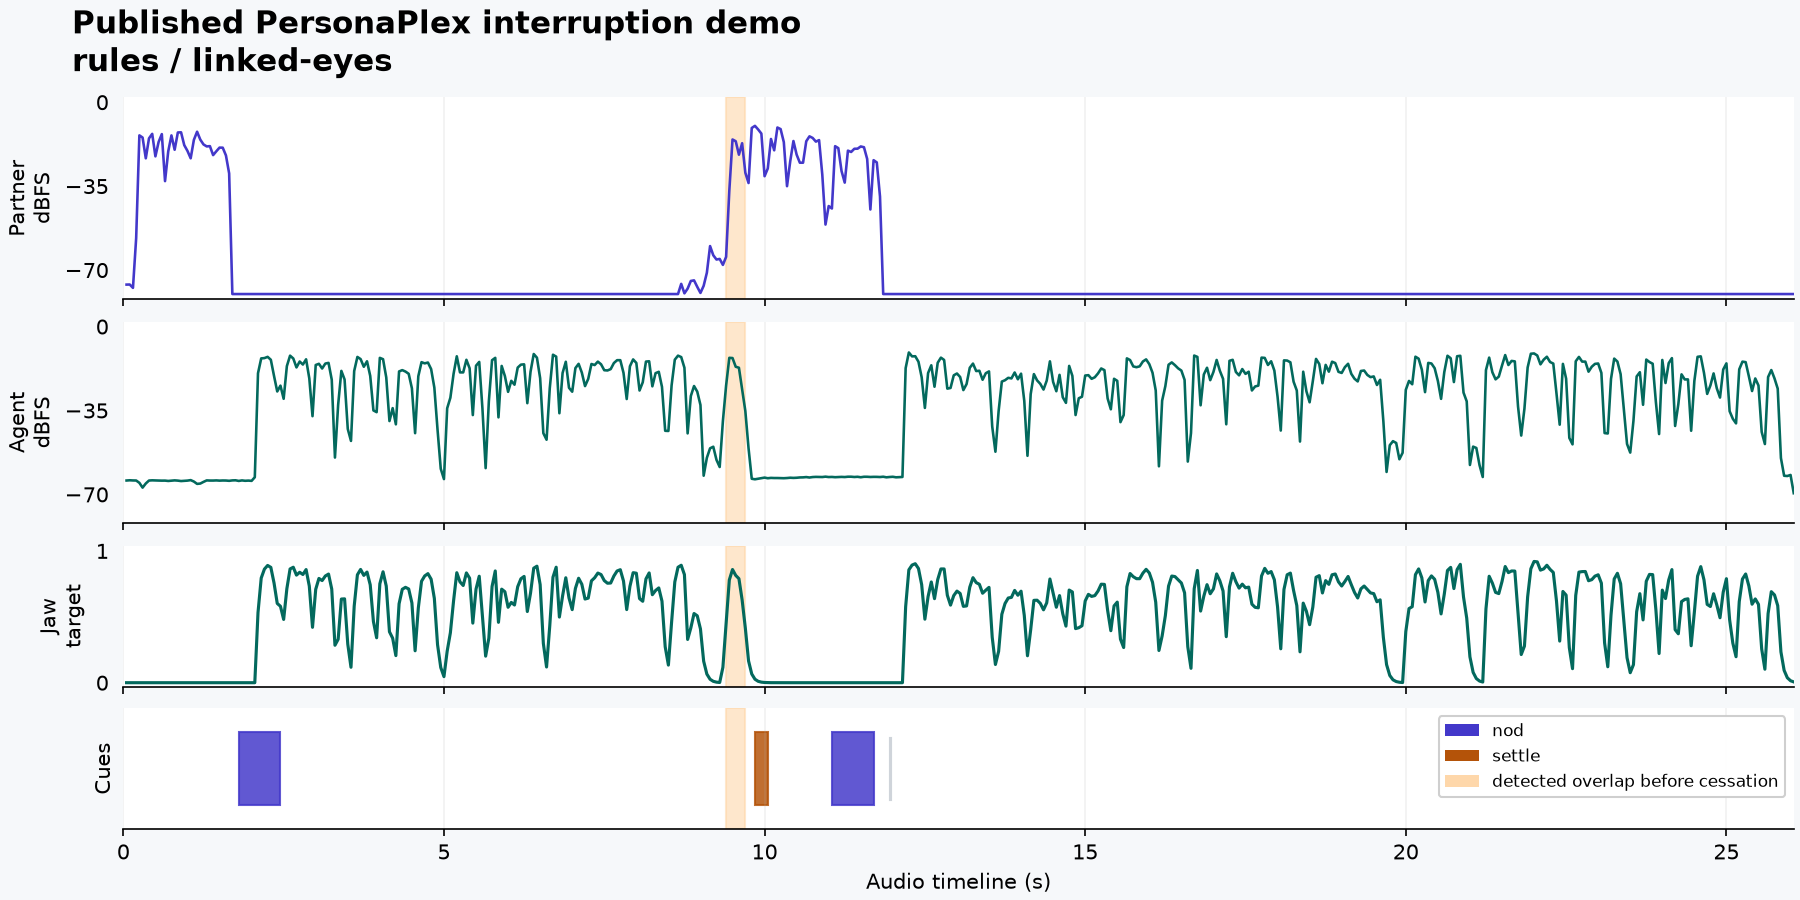 Published PersonaPlex interruption demo
rules / linked-eyes
Partner
dBFS
0
−35
−70
Agent
dBFS
0
−35
−70
Jaw
target
1
0
Cues
nod
settle
detected overlap before cessation
0 5 10 15 20 25
Audio timeline (s)